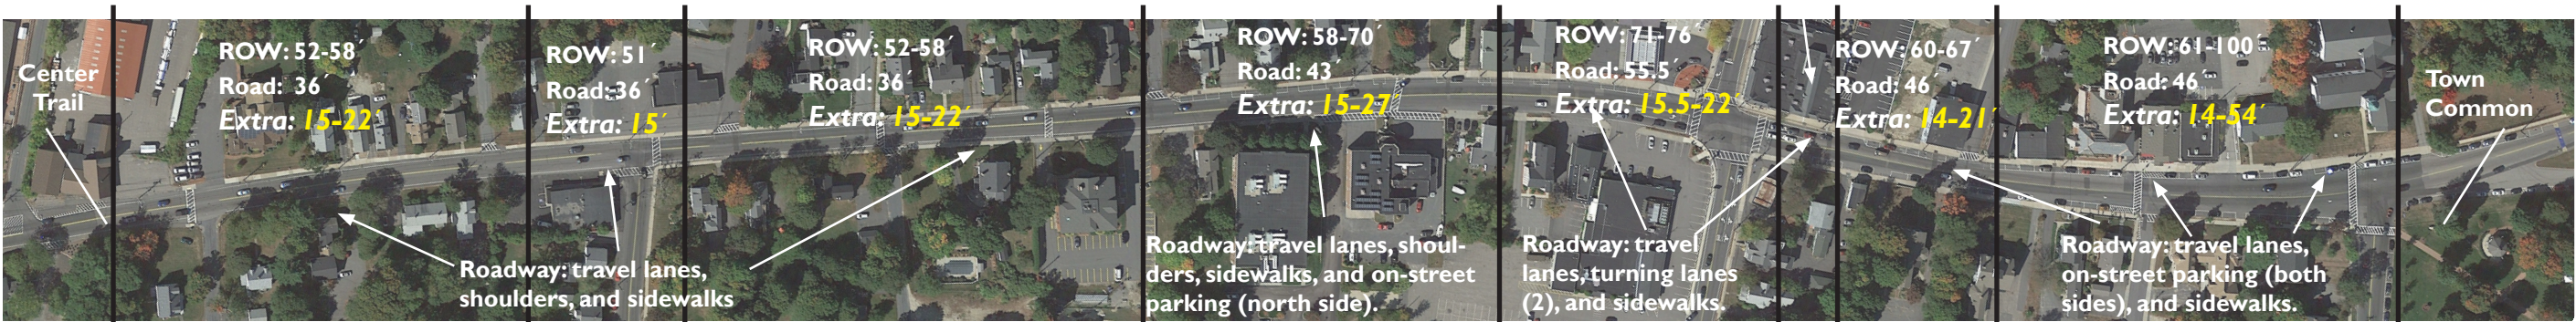 Center
Trail
ROW: 52-58´
Road: 36´
Extra: 15-22´
ROW: 51´
Road: 36´
Extra: 15´
ROW: 52-58´
Road: 36´
Extra: 15-22´
ROW: 58-70´
Road: 43´
Extra: 15-27´
ROW: 71-76´
Road: 55.5´
Extra: 15.5-22´
ROW: 60-67´
Road: 46´
Extra: 14-21´
ROW: 61-100´
Road: 46´
Extra: 14-54´
Town
Common
Roadway: travel lanes,
shoulders, and sidewalks
Roadway: travel lanes, shoul-
ders, sidewalks, and on-street
parking (north side).
Roadway: travel
lanes, turning lanes
(2), and sidewalks.
Roadway: travel lanes,
on-street parking (both
sides), and sidewalks.